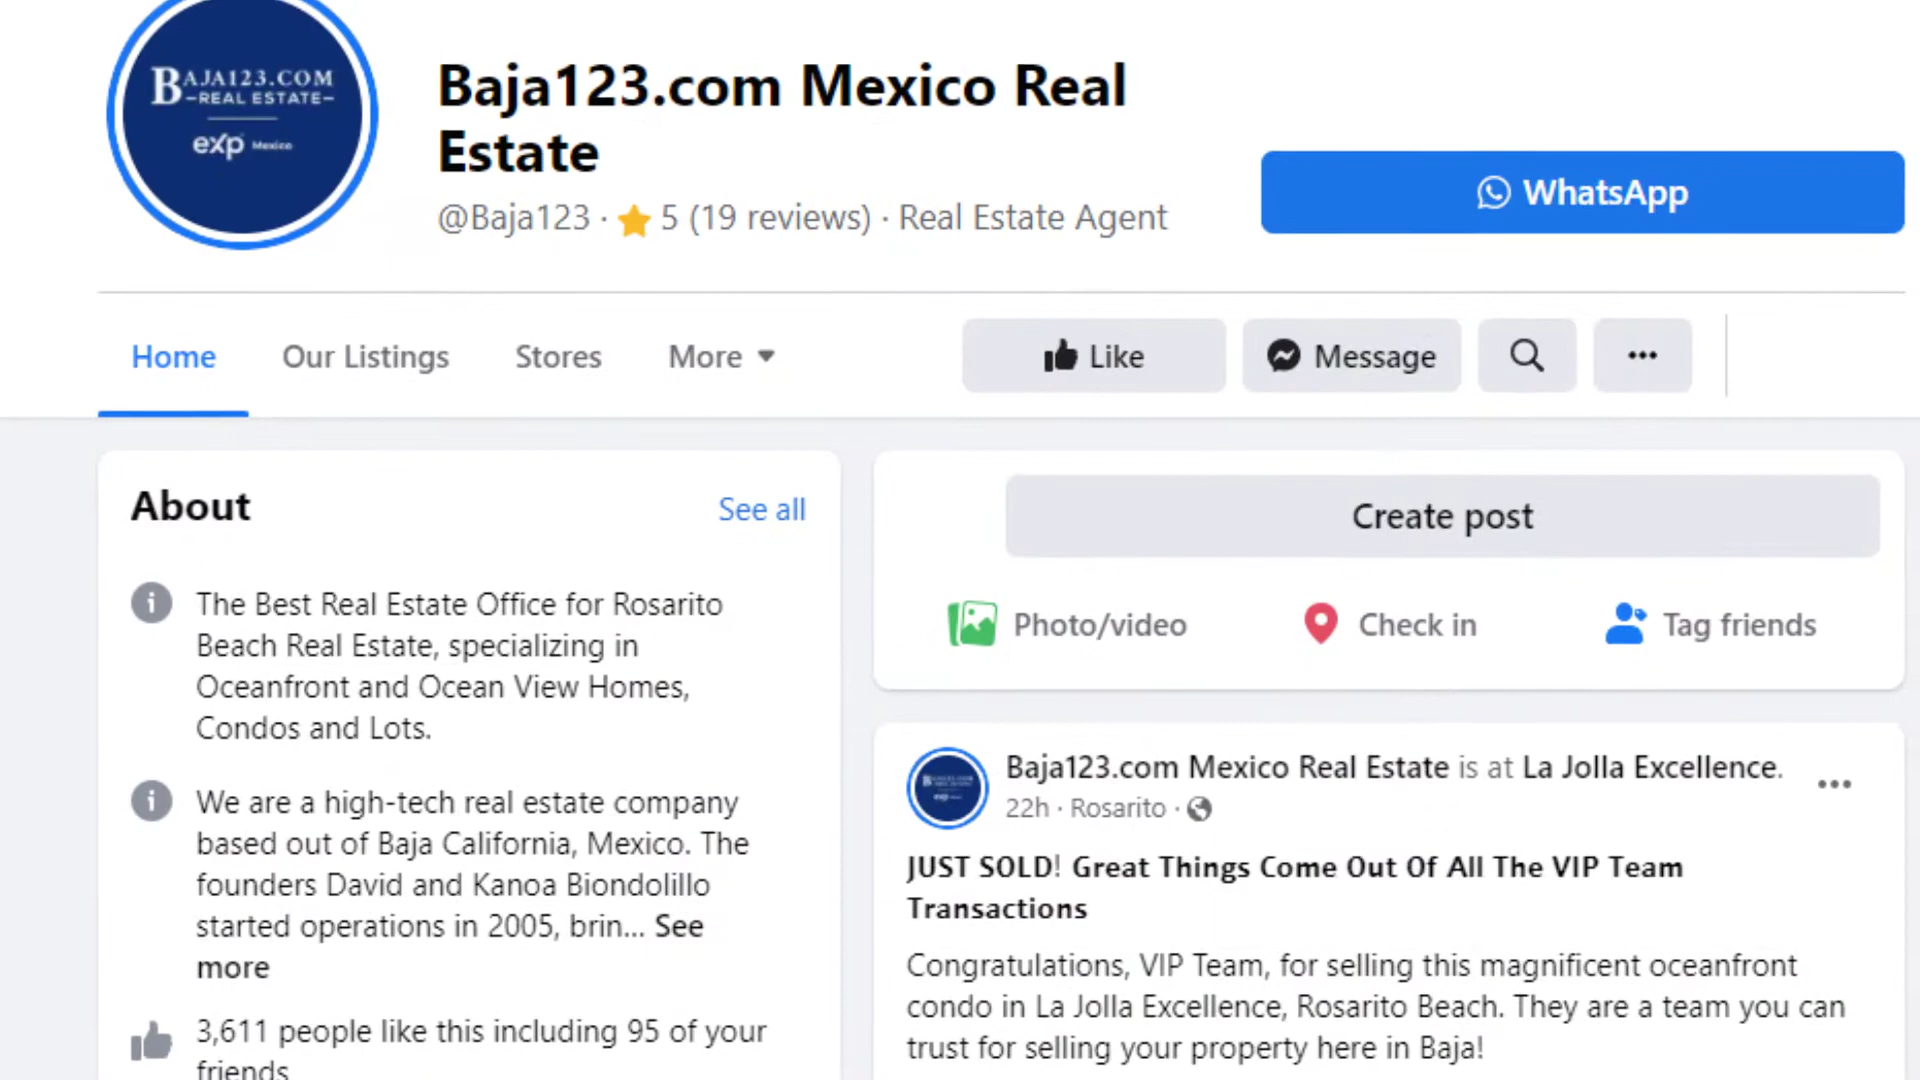 BAJA123.COM
-REAL ESTATE-
exp Mexico
Baja123.com Mexico Real
Estate
@Baja123 · 5 (19 reviews) · Real Estate Agent
WhatsApp
Home
Our Listings
Stores
More
Like
Message
About
See all
The Best Real Estate Office for Rosarito
Beach Real Estate, specializing in
Oceanfront and Ocean View Homes,
Condos and Lots.
We are a high-tech real estate company
based out of Baja California, Mexico. The
founders David and Kanoa Biondolillo
started operations in 2005, brin... See
more
3,611 people like this including 95 of your
friends
Create post
Photo/video
Check in
Tag friends
Baja123.com Mexico Real Estate is at La Jolla Excellence.
22h · Rosarito ·
JUST SOLD! Great Things Come Out Of All The VIP Team
Transactions
Congratulations, VIP Team, for selling this magnificent oceanfront
condo in La Jolla Excellence, Rosarito Beach. They are a team you can
trust for selling your property here in Baja!